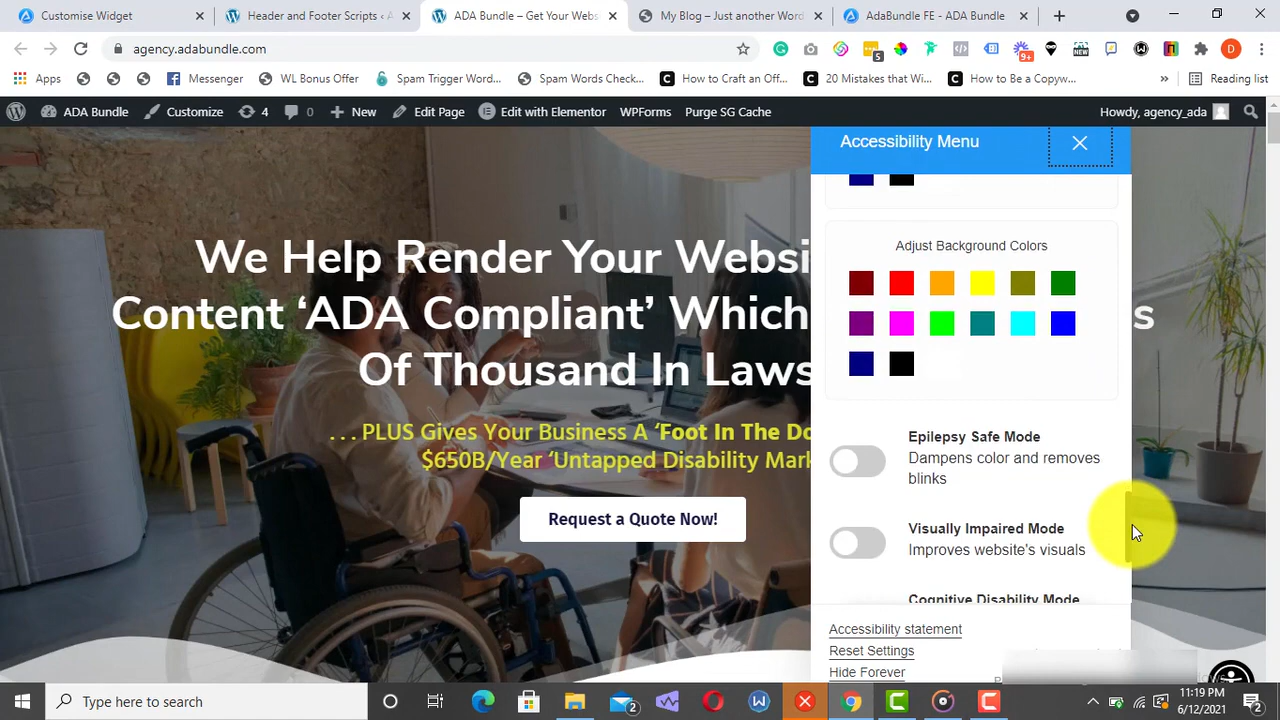 Customise Widget
Header and Footer Scripts ‹ A
ADA Bundle – Get Your Webs
My Blog – Just another Word
AdaBundle FE - ADA Bundle
agency.adabundle.com
5
NEW
9+
D
Apps
Messenger
WL Bonus Offer
Spam Trigger Word...
Spam Words Check...
How to Craft an Off...
20 Mistakes that Wi...
How to Be a Copyw...
»
Reading list
ADA Bundle
Customize
4
0
New
Edit Page
Edit with Elementor
WPForms
Purge SG Cache
Howdy, agency_ada
Accessibility Menu
We Help Render Your Websi
Content ‘ADA Compliant’ Which
s
Of Thousand In Laws
. . . PLUS Gives Your Business A ‘Foot In The Do
$650B/Year ‘Untapped Disability Mark
Request a Quote Now!
Adjust Background Colors
Epilepsy Safe Mode
Dampens color and removes
blinks
Visually Impaired Mode
Improves website's visuals
Cognitive Disability Mode
Accessibility statement
Reset Settings
Hide Forever
Type here to search
2
11:19 PM
6/12/2021
2